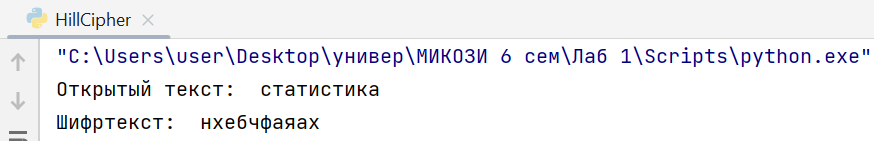 HillCipher
"C:\Users\user\Desktop\универ\МИКОЗИ 6 сем\Лаб 1\Scripts\python.exe"
Открытый текст:  статистика
Шифртекст:  нхебчфаяах